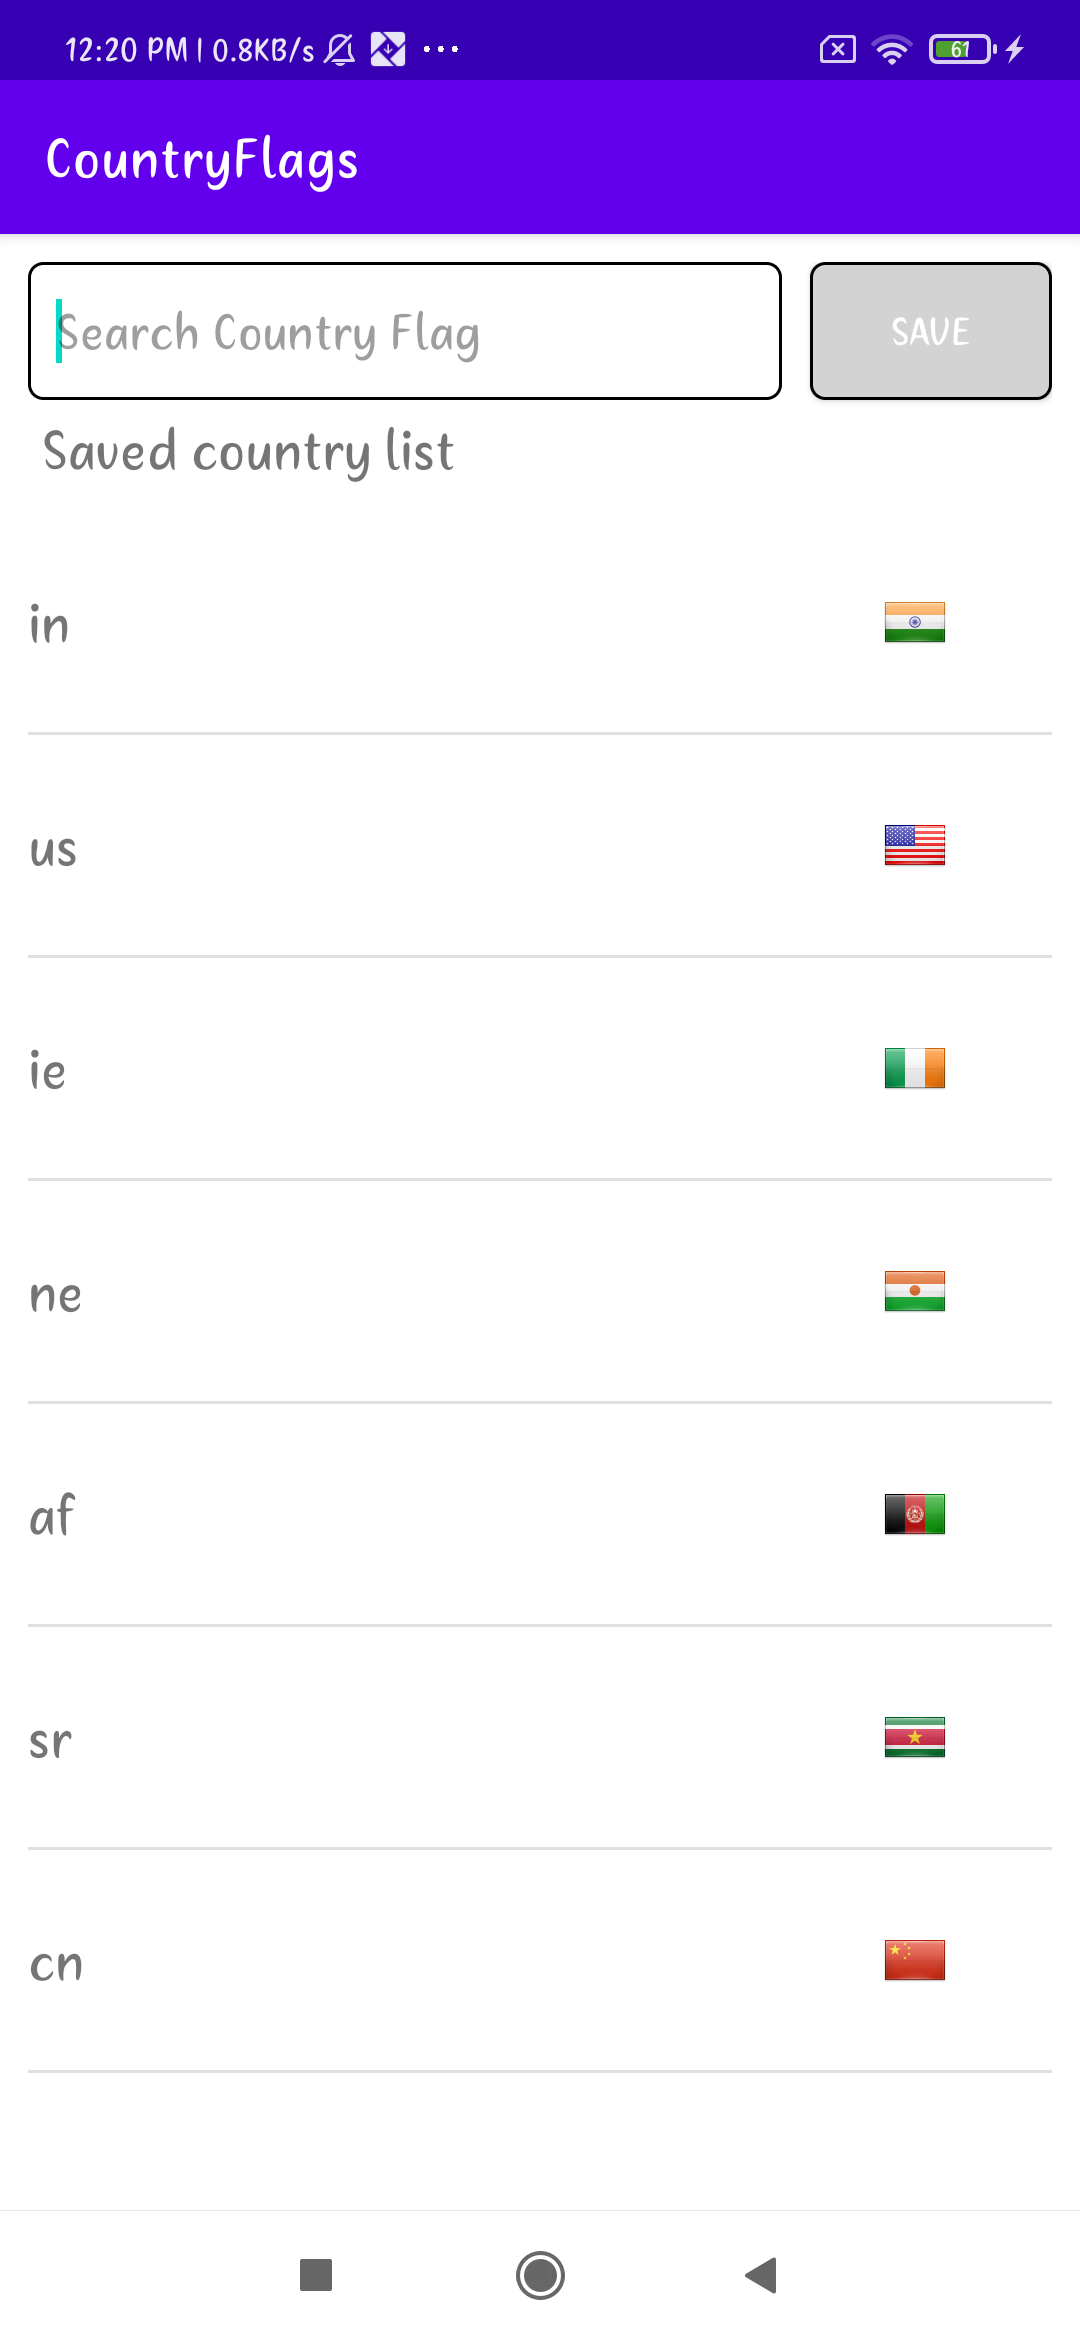 12:20 PM | 0.8KB/s
61
CountryFlags
Search Country Flag
SAVE
Saved country list
in
us
ie
ne
af
sr
cn